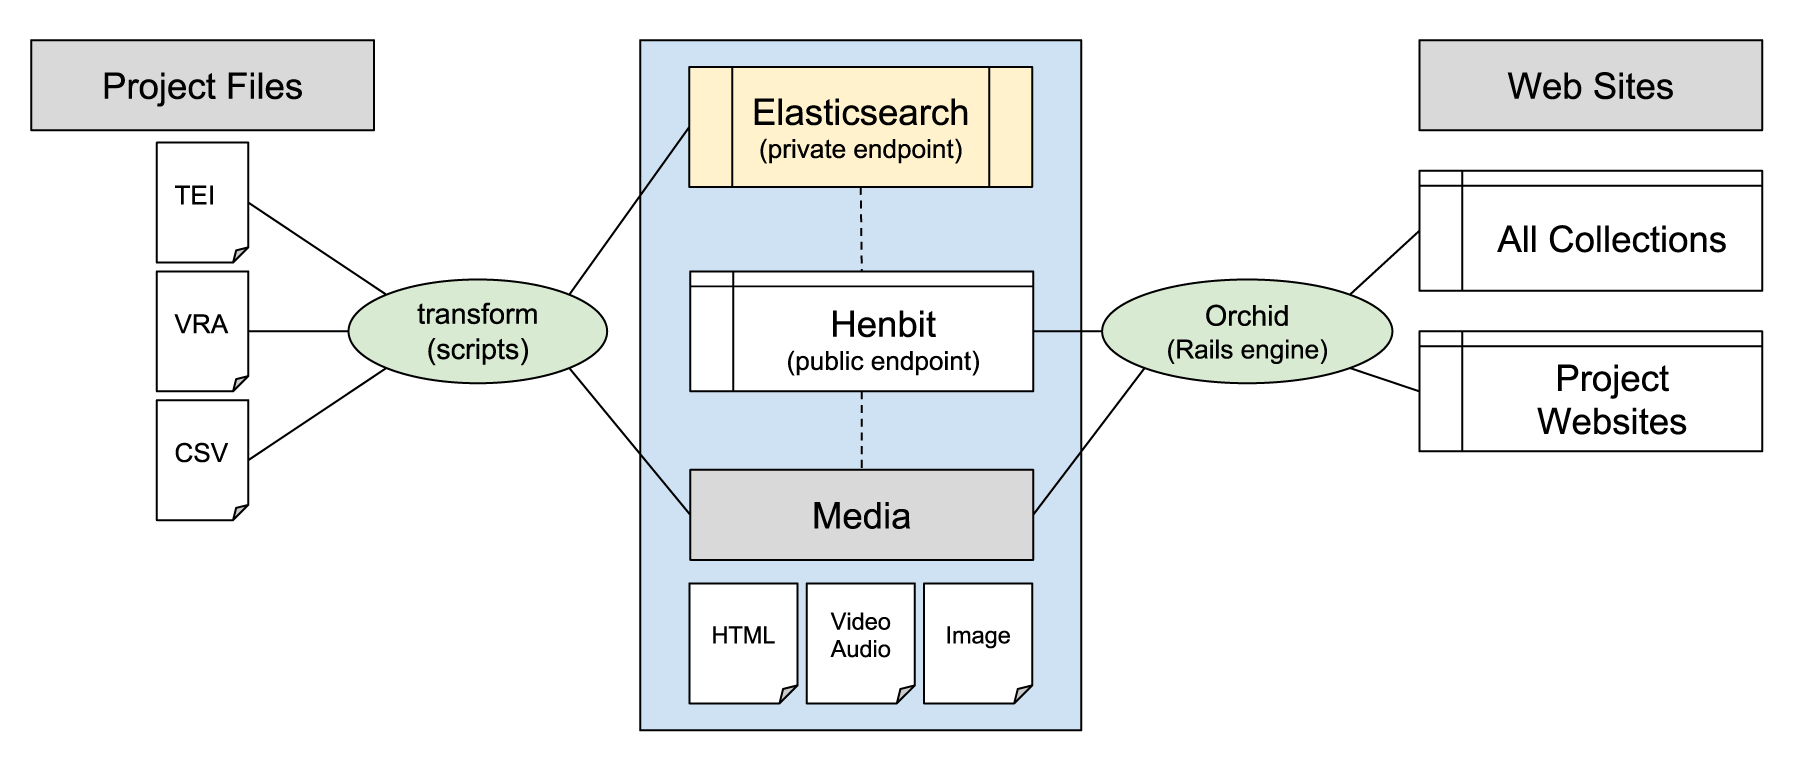 Project Files
TEI
VRA
CSV
transform
(scripts)
Elasticsearch
(private endpoint)
Henbit
(public endpoint)
Media
HTML
Video
Audio
Image
Orchid
(Rails engine)
Web Sites
All Collections
Project
Websites